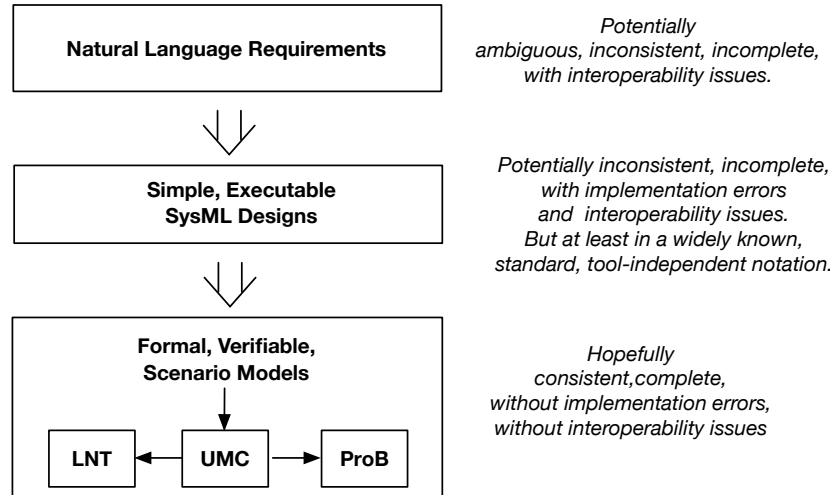 Natural Language Requirements
Potentially
ambiguous, inconsistent, incomplete,
with interoperability issues.
Simple, Executable
SysML Designs
Potentially inconsistent, incomplete,
with implementation errors
and interoperability issues.
But at least in a widely known,
standard, tool-independent notation.
Formal, Verifiable,
Scenario Models
Hopefully
consistent,complete,
without implementation errors,
without interoperability issues
LNT
UMC
ProB